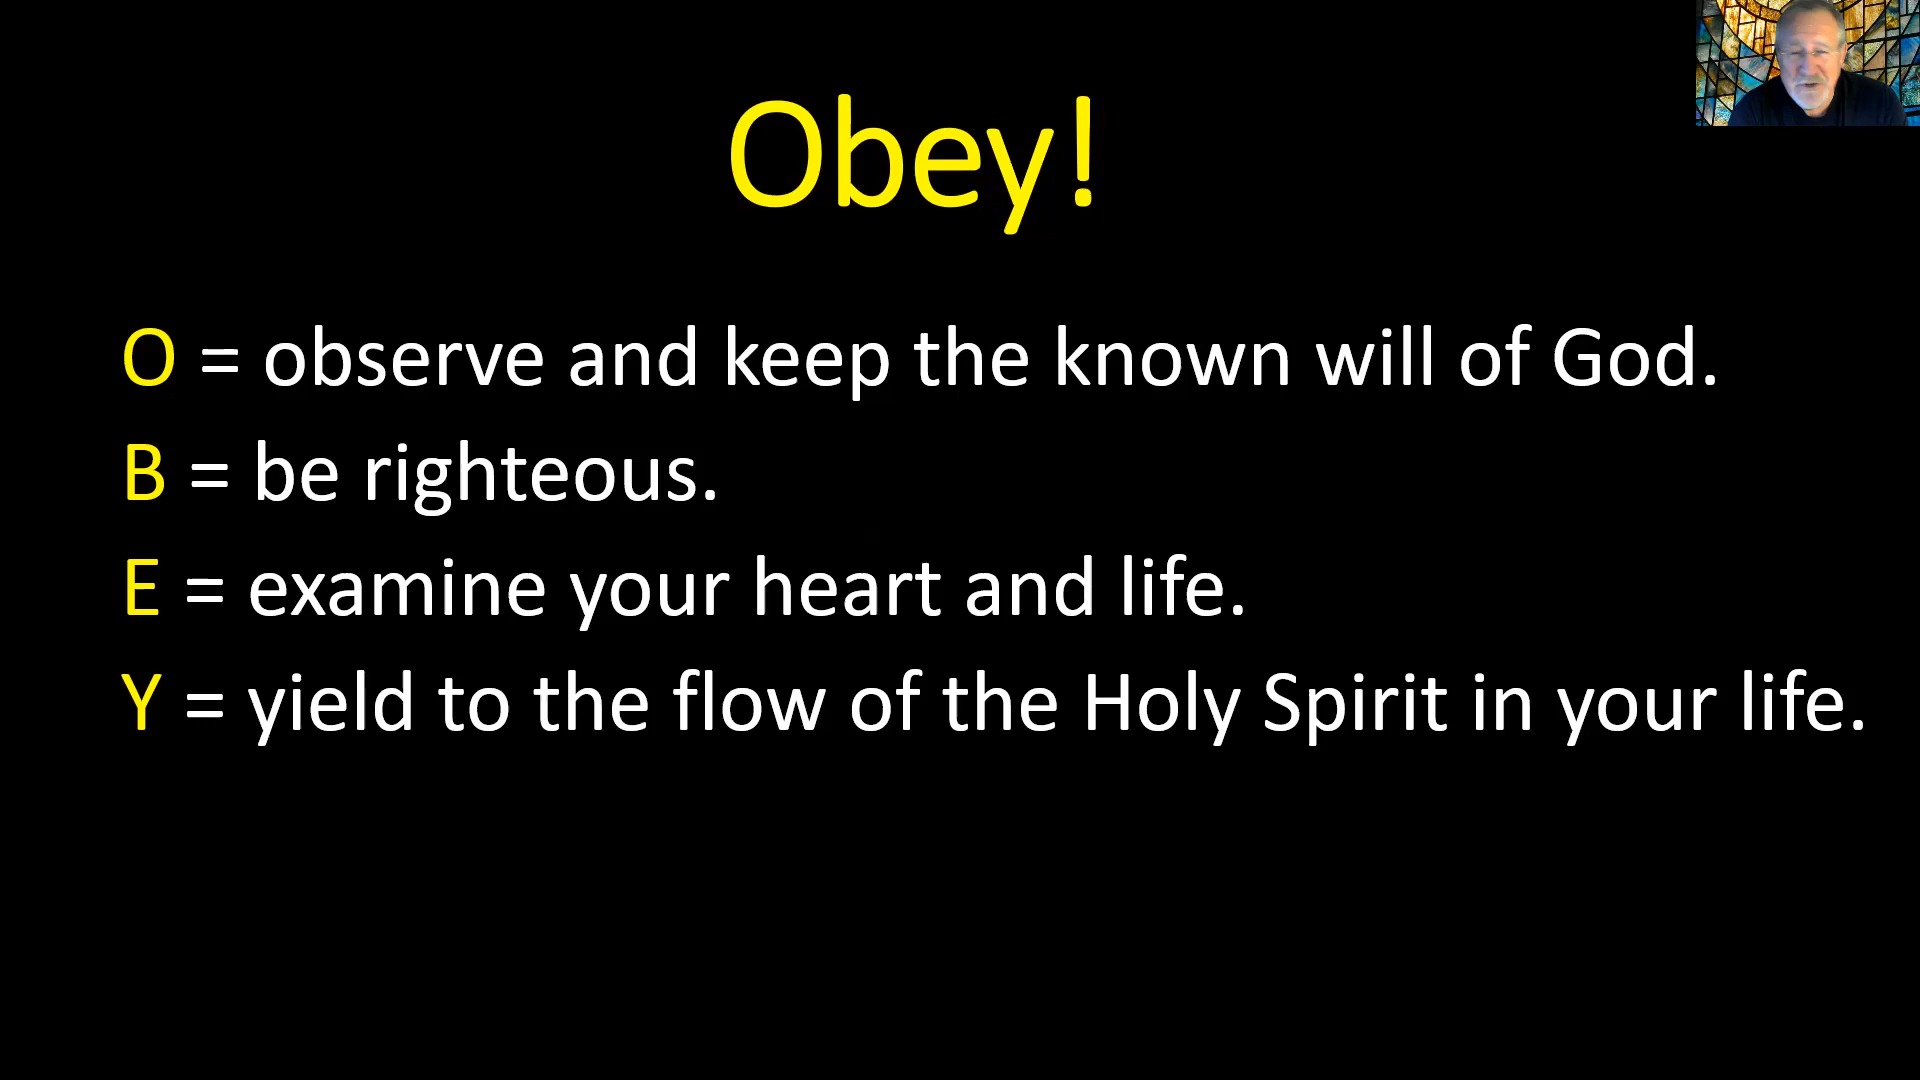 Obey!
O = observe and keep the known will of God.
B = be righteous.
E = examine your heart and life.
Y = yield to the flow of the Holy Spirit in your life.